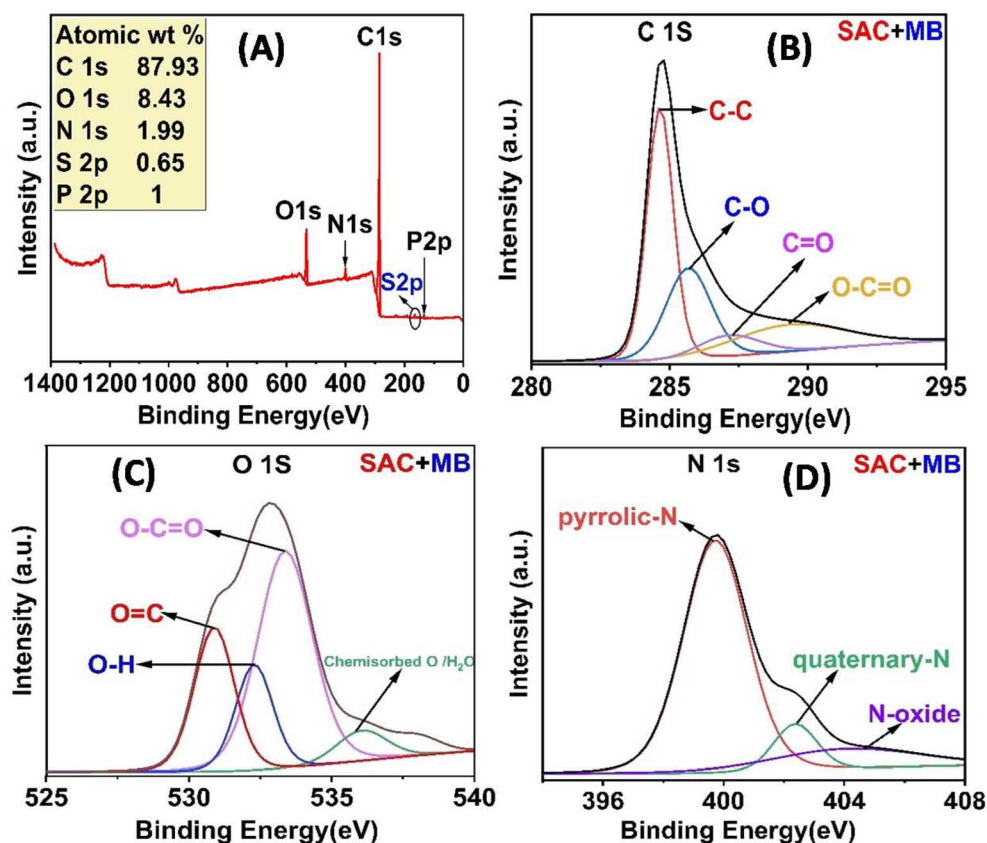 (A)
Atomic wt %
C 1s 87.93
O 1s 8.43
N 1s 1.99
S 2p 0.65
P 2p 1
C1s
O1s
N1s
P2p
S2p
Intensity (a.u.)
1400 1200 1000 800 600 400 200 0
Binding Energy(eV)
C 1S
SAC+MB
(B)
C-C
C-O
C=O
O-C=O
Intensity (a.u.)
280 285 290 295
Binding Energy(eV)
(C)
O 1S
SAC+MB
O-C=O
O=C
O-H
Chemisorbed O /H₂O
Intensity (a.u.)
525 530 535 540
Binding Energy(eV)
N 1s
SAC+MB
(D)
pyrrolic-N
quaternary-N
N-oxide
Intensity (a.u.)
396 400 404 408
Binding Energy(eV)